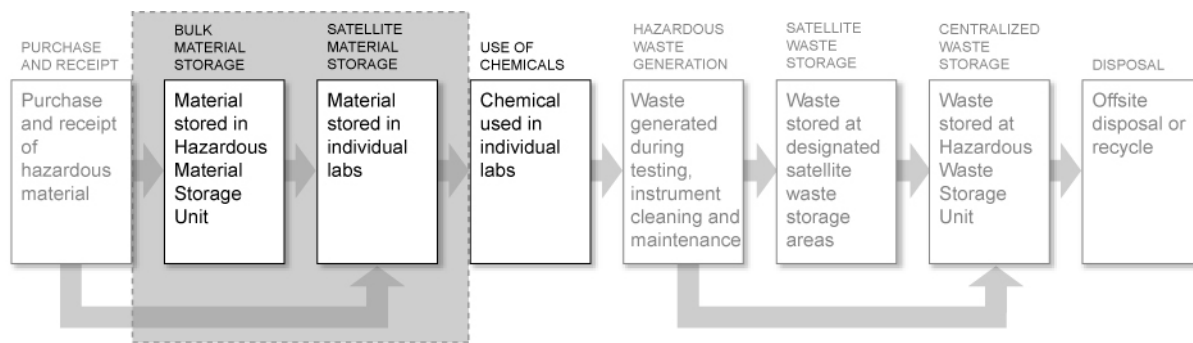 PURCHASE
AND RECEIPT
Purchase
and receipt
of
hazardous
material
BULK
MATERIAL
STORAGE
Material
stored in
Hazardous
Material
Storage
Unit
SATELLITE
MATERIAL
STORAGE
Material
stored in
individual
labs
USE OF
CHEMICALS
Chemical
used in
individual
labs
HAZARDOUS
WASTE
GENERATION
Waste
generated
during
testing,
instrument
cleaning and
maintenance
SATELLITE
WASTE
STORAGE
Waste
stored at
designated
satellite
waste
storage
areas
CENTRALIZED
WASTE
STORAGE
Waste
stored at
Hazardous
Waste
Storage
Unit
DISPOSAL
Offsite
disposal or
recycle